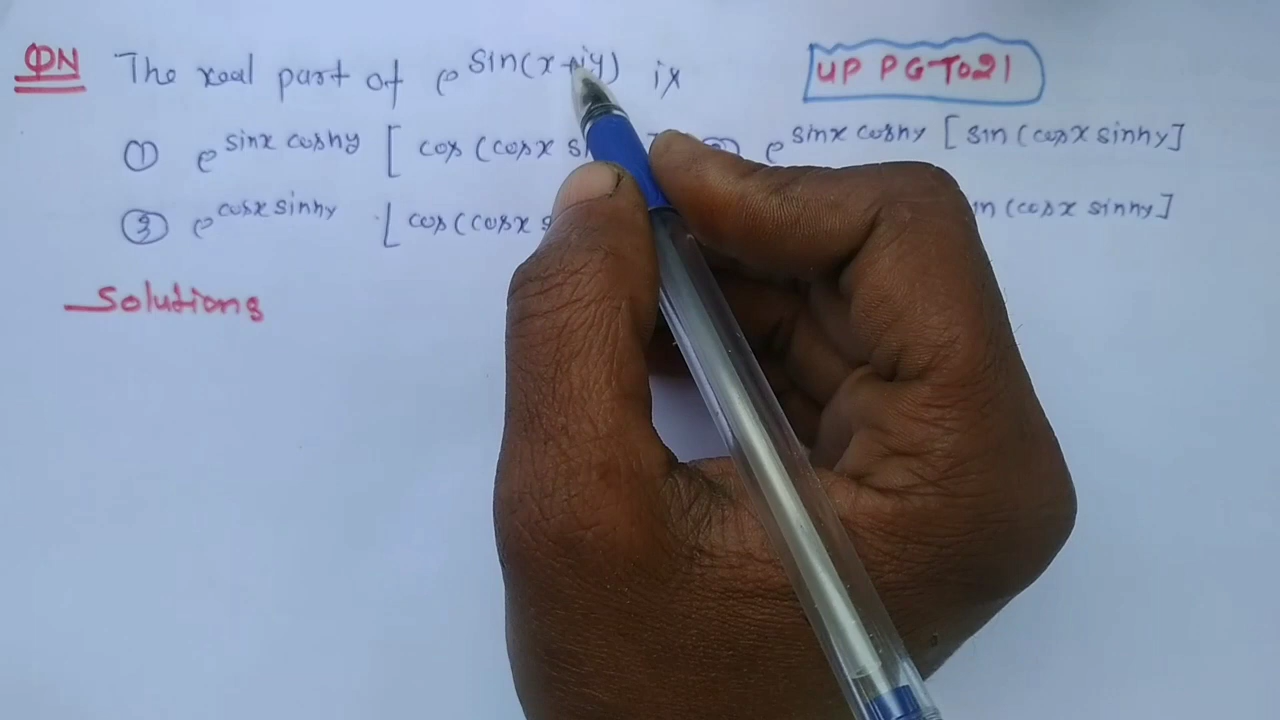 QN The real part of e^sin(x+iy) is UP PGT021
① e^sinx coshy [ cos (cosx ② e^sinx coshy [ sin (cosx sinhy]
③ e^cosx sinhy [ cos (cosx (cosx sinhy]
Solutions